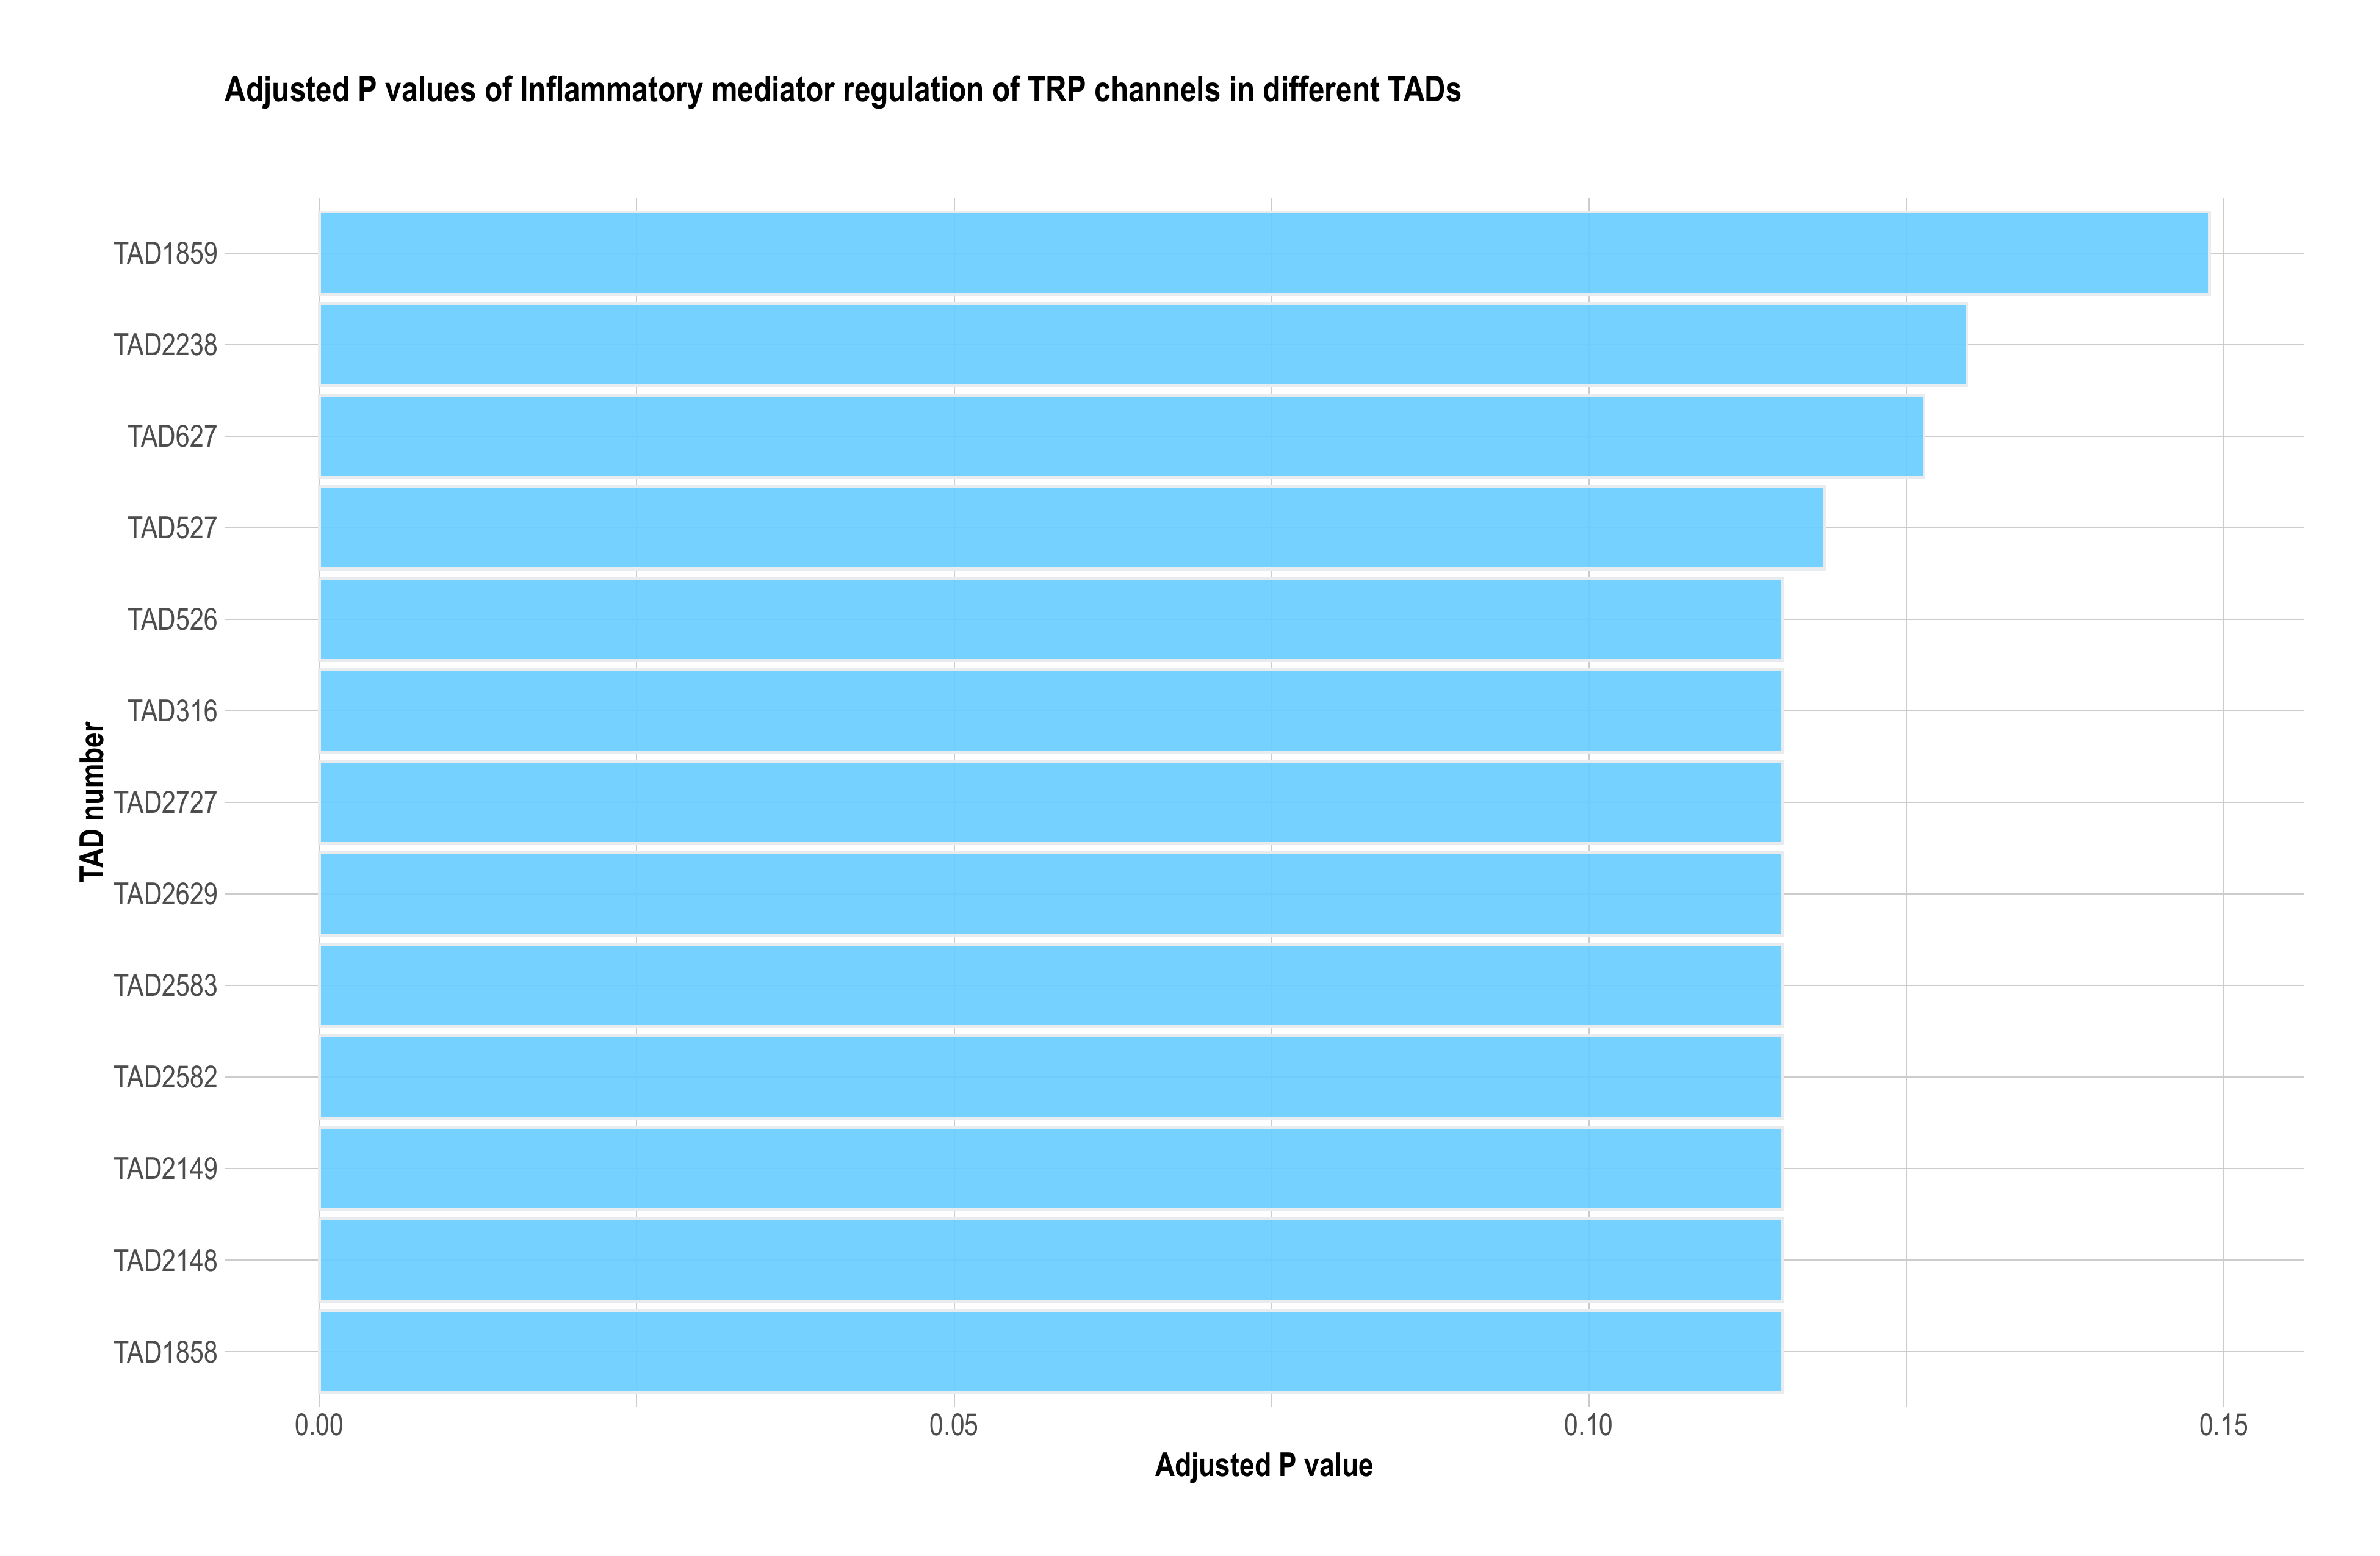 Adjusted P values of Inflammatory mediator regulation of TRP channels in different TADs
TAD number
TAD1859
TAD2238
TAD627
TAD527
TAD526
TAD316
TAD2727
TAD2629
TAD2583
TAD2582
TAD2149
TAD2148
TAD1858
0.00 0.05 0.10 0.15
Adjusted P value